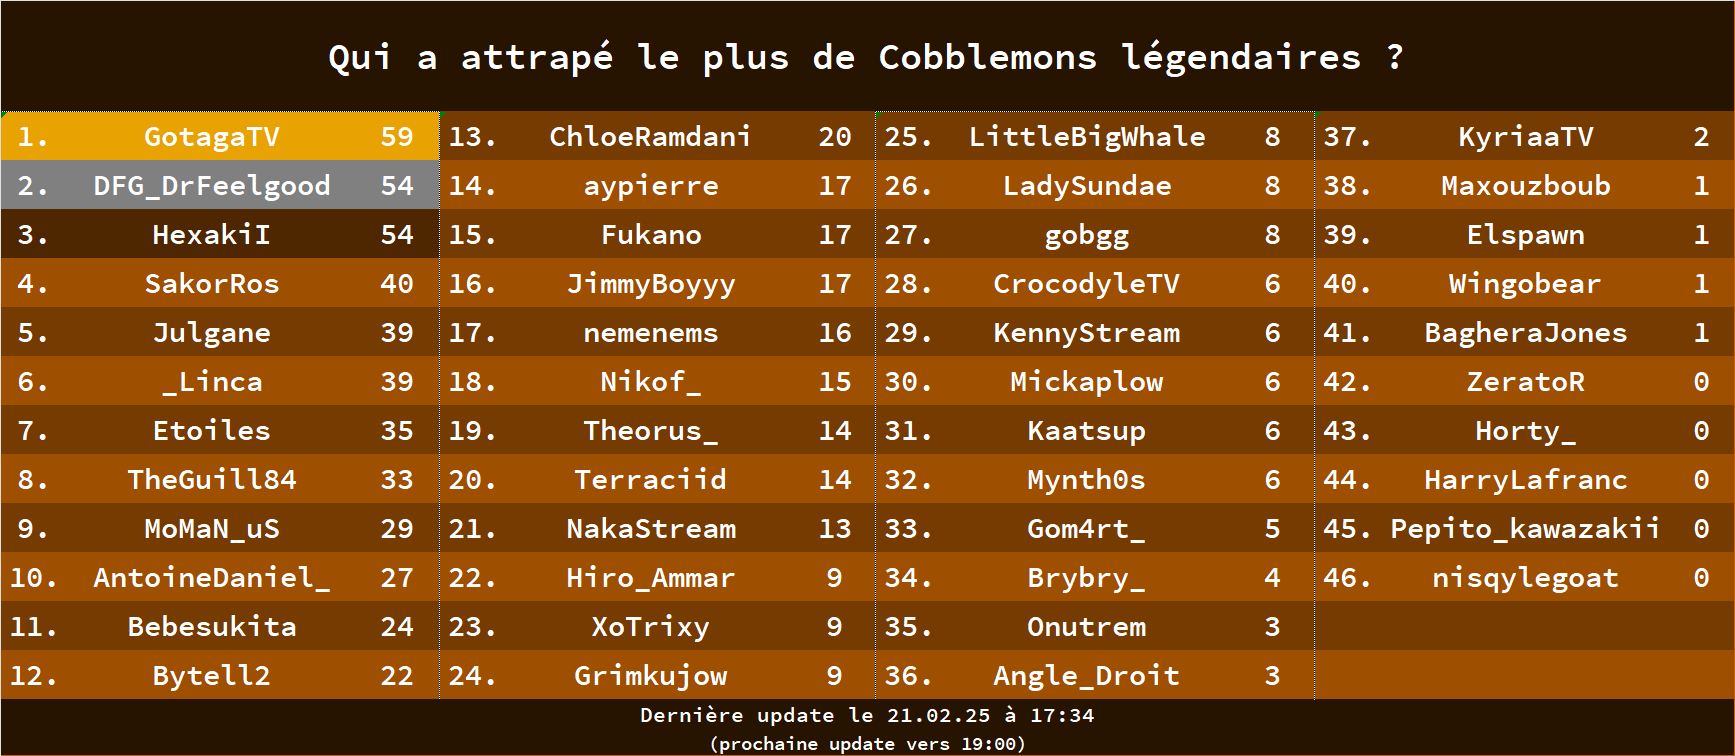 Qui a attrapé le plus de Cobblemons légendaires ?
1. GotagaTV 59
2. DFG_DrFeelgood 54
3. HexakiI 54
4. SakorRos 40
5. Julgane 39
6. _Linca 39
7. Etoiles 35
8. TheGuill84 33
9. MoMaN_uS 29
10. AntoineDaniel_ 27
11. Bebesukita 24
12. Bytell2 22
13. ChloeRamdani 20
14. aypierre 17
15. Fukano 17
16. JimmyBoyyy 17
17. nemenems 16
18. Nikof_ 15
19. Theorus_ 14
20. Terraciid 14
21. NakaStream 13
22. Hiro_Ammar 9
23. XoTrixy 9
24. Grimkujow 9
25. LittleBigWhale 8
26. LadySundae 8
27. gobgg 8
28. CrocodyleTV 6
29. KennyStream 6
30. Mickaplow 6
31. Kaatsup 6
32. Mynth0s 6
33. Gom4rt_ 5
34. Brybry_ 4
35. Onutrem 3
36. Angle_Droit 3
37. KyriaaTV 2
38. Maxouzboub 1
39. Elspawn 1
40. Wingobear 1
41. BagheraJones 1
42. ZeratoR 0
43. Horty_ 0
44. HarryLafranc 0
45. Pepito_kawazakii 0
46. nisqylegoat 0
Dernière update le 21.02.25 à 17:34
(prochaine update vers 19:00)